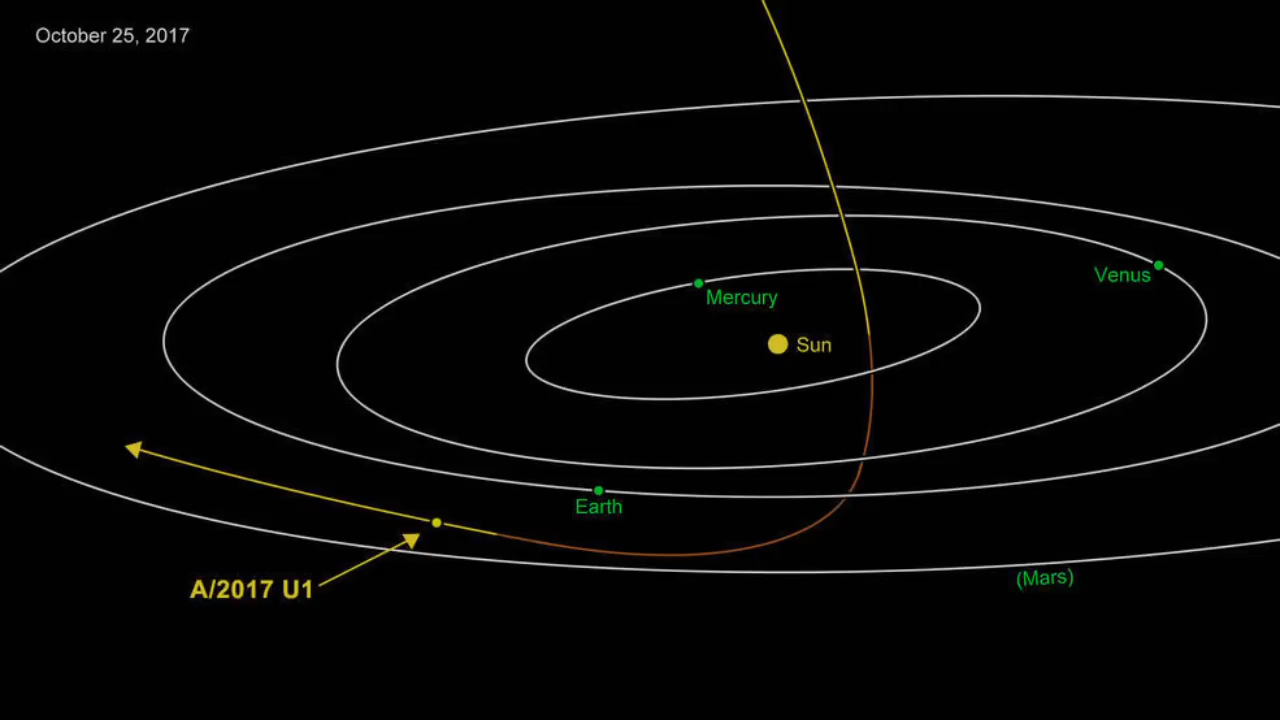 October 25, 2017
Venus
Mercury
Sun
Earth
(Mars)
A/2017 U1